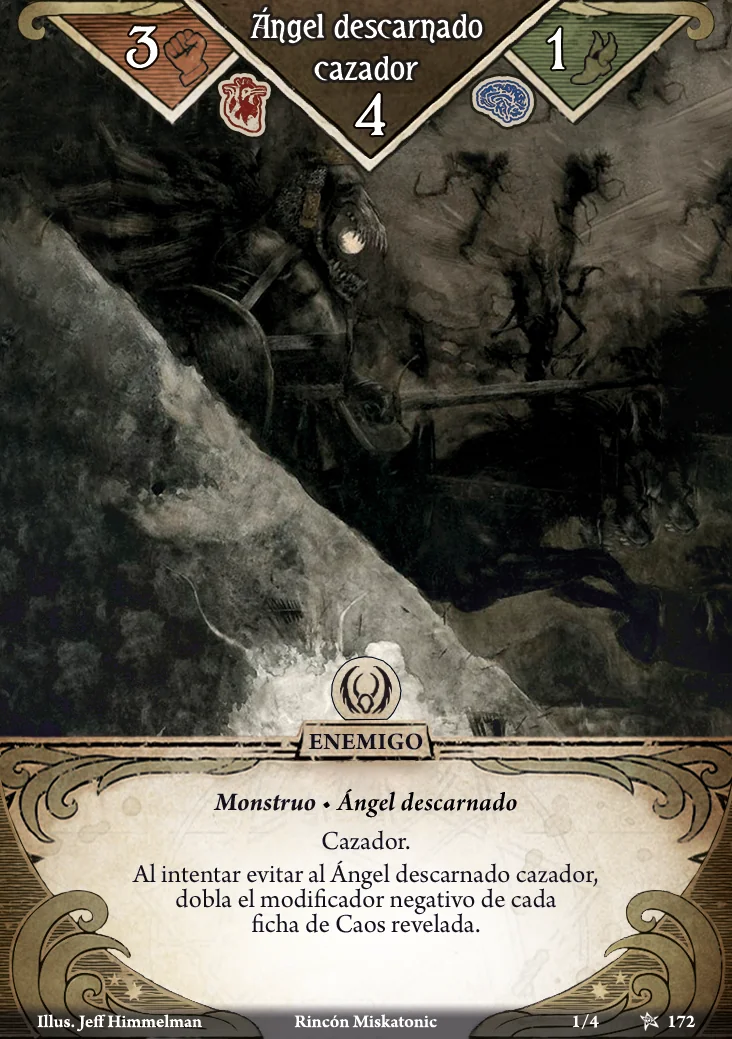 Ángel descarnado
cazador
3
1
4
ENEMIGO
Monstruo • Ángel descarnado
Cazador.
Al intentar evitar al Ángel descarnado cazador,
dobla el modificador negativo de cada
ficha de Caos revelada.
Illus. Jeff Himmelman Rincón Miskatonic 1/4 172